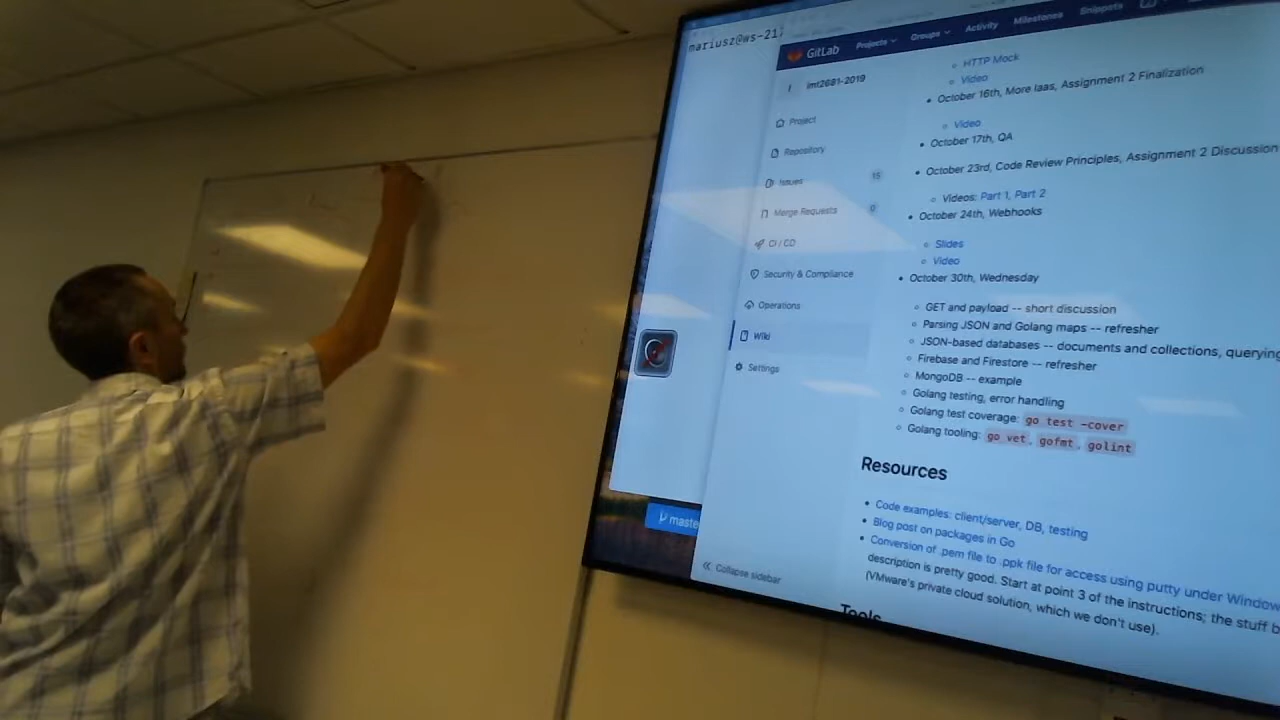 mariusz@ws-21
GitLab Projects Groups Activity Milestones Snippets
imt2681-2019
Project
Repository
Issues 15
Merge Requests 0
CI / CD
Security & Compliance
Operations
Wiki
Settings
Collapse sidebar
HTTP Mock
Video
October 16th, More Iaas, Assignment 2 Finalization
Video
October 17th, QA
October 23rd, Code Review Principles, Assignment 2 Discussion
Videos: Part 1, Part 2
October 24th, Webhooks
Slides
Video
October 30th, Wednesday
GET and payload -- short discussion
Parsing JSON and Golang maps -- refresher
JSON-based databases -- documents and collections, querying
Firebase and Firestore -- refresher
MongoDB -- example
Golang testing, error handling
Golang test coverage: go test -cover
Golang tooling: go vet, gofmt, golint
Resources
Code examples: client/server, DB, testing
Blog post on packages in Go
Conversion of .pem file to .ppk file for access using putty under Window
description is pretty good. Start at point 3 of the instructions; the stuff b
(VMware's private cloud solution, which we don't use).
Tools
maste